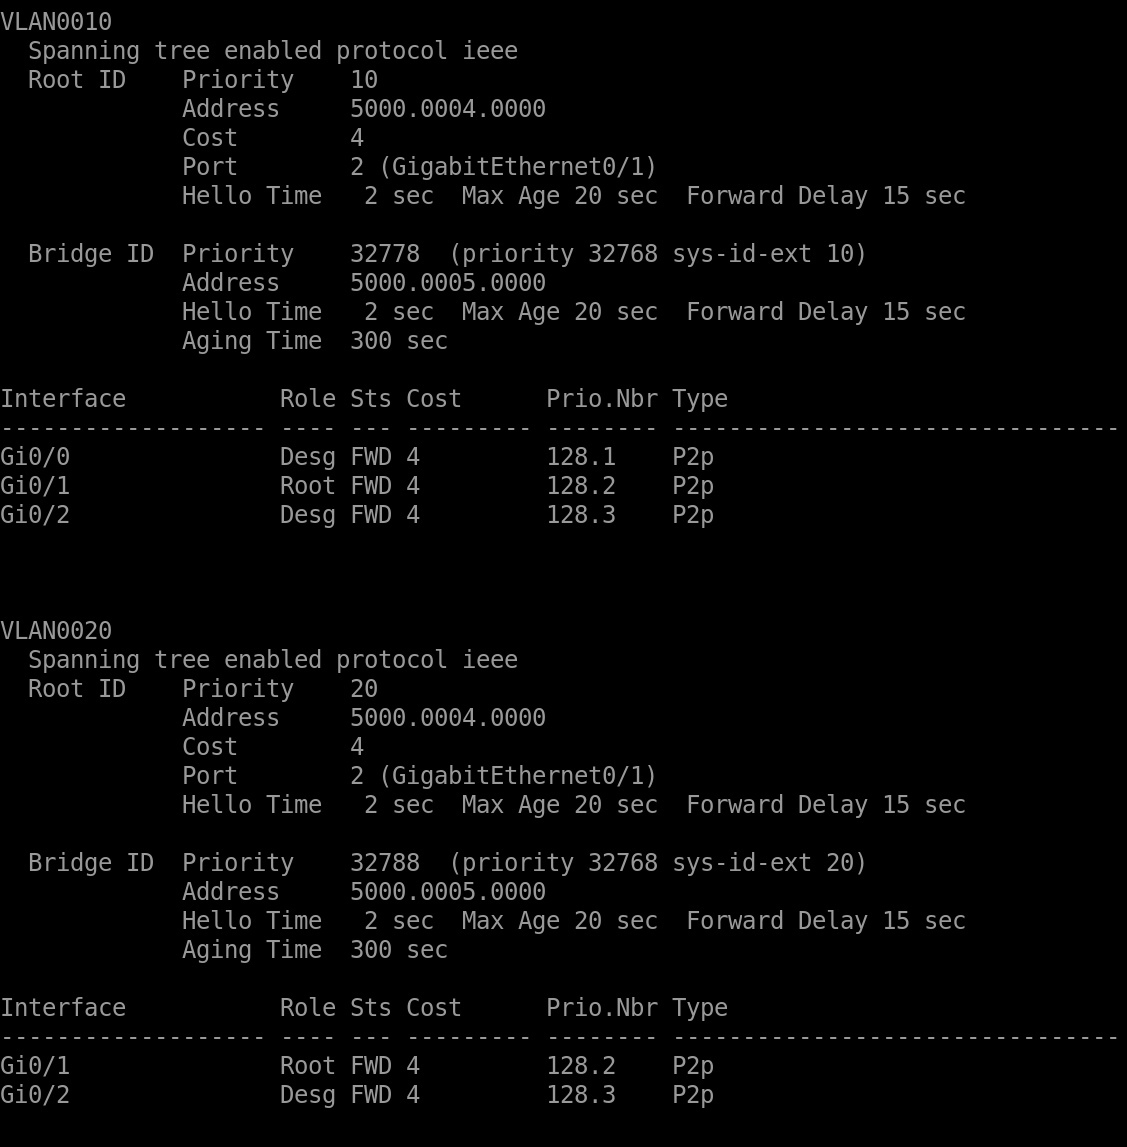 VLAN0010
  Spanning tree enabled protocol ieee
  Root ID    Priority    10
             Address     5000.0004.0000
             Cost        4
             Port        2 (GigabitEthernet0/1)
             Hello Time   2 sec  Max Age 20 sec  Forward Delay 15 sec

  Bridge ID  Priority    32778  (priority 32768 sys-id-ext 10)
             Address     5000.0005.0000
             Hello Time   2 sec  Max Age 20 sec  Forward Delay 15 sec
             Aging Time  300 sec

Interface           Role Sts Cost      Prio.Nbr Type
------------------- ---- --- --------- -------- --------------------------------
Gi0/0               Desg FWD 4         128.1    P2p
Gi0/1               Root FWD 4         128.2    P2p
Gi0/2               Desg FWD 4         128.3    P2p

VLAN0020
  Spanning tree enabled protocol ieee
  Root ID    Priority    20
             Address     5000.0004.0000
             Cost        4
             Port        2 (GigabitEthernet0/1)
             Hello Time   2 sec  Max Age 20 sec  Forward Delay 15 sec

  Bridge ID  Priority    32788  (priority 32768 sys-id-ext 20)
             Address     5000.0005.0000
             Hello Time   2 sec  Max Age 20 sec  Forward Delay 15 sec
             Aging Time  300 sec

Interface           Role Sts Cost      Prio.Nbr Type
------------------- ---- --- --------- -------- --------------------------------
Gi0/1               Root FWD 4         128.2    P2p
Gi0/2               Desg FWD 4         128.3    P2p